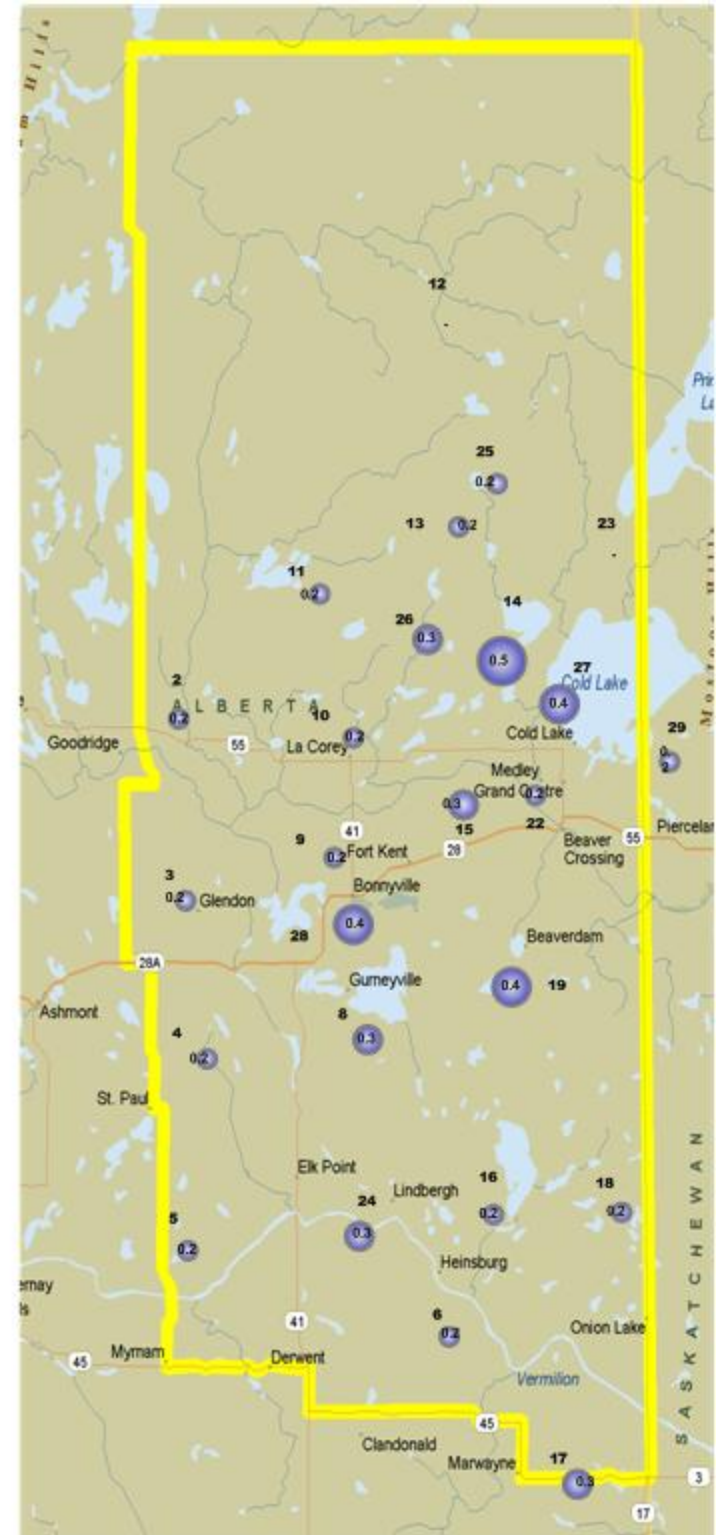 12
25
0.2
13
0.2
23
11
0.2
14
26
0.3
0.5
27
Cold Lake
0.4
2
ALBERTA
0.2
10
0.2
29
0.2
Goodridge
55
La Corey
Cold Lake
Medley
Grand Centre
0.2
0.3
15
22
41
28
55
Beaver
Crossing
9
0.2
Fort Kent
3
0.2
Glendon
Bonnyville
0.4
28
Beaverdam
28A
Gurneyville
0.4
19
Ashmont
8
0.3
4
0.2
St. Paul
Elk Point
Lindbergh
16
0.2
18
0.2
24
0.3
5
0.2
Heinsburg
SASKATCHEWAN
6
0.2
41
Onion Lake
Myrnam
45
Derwent
Vermilion
45
Clandonald
Marwayne
17
0.3
3
17